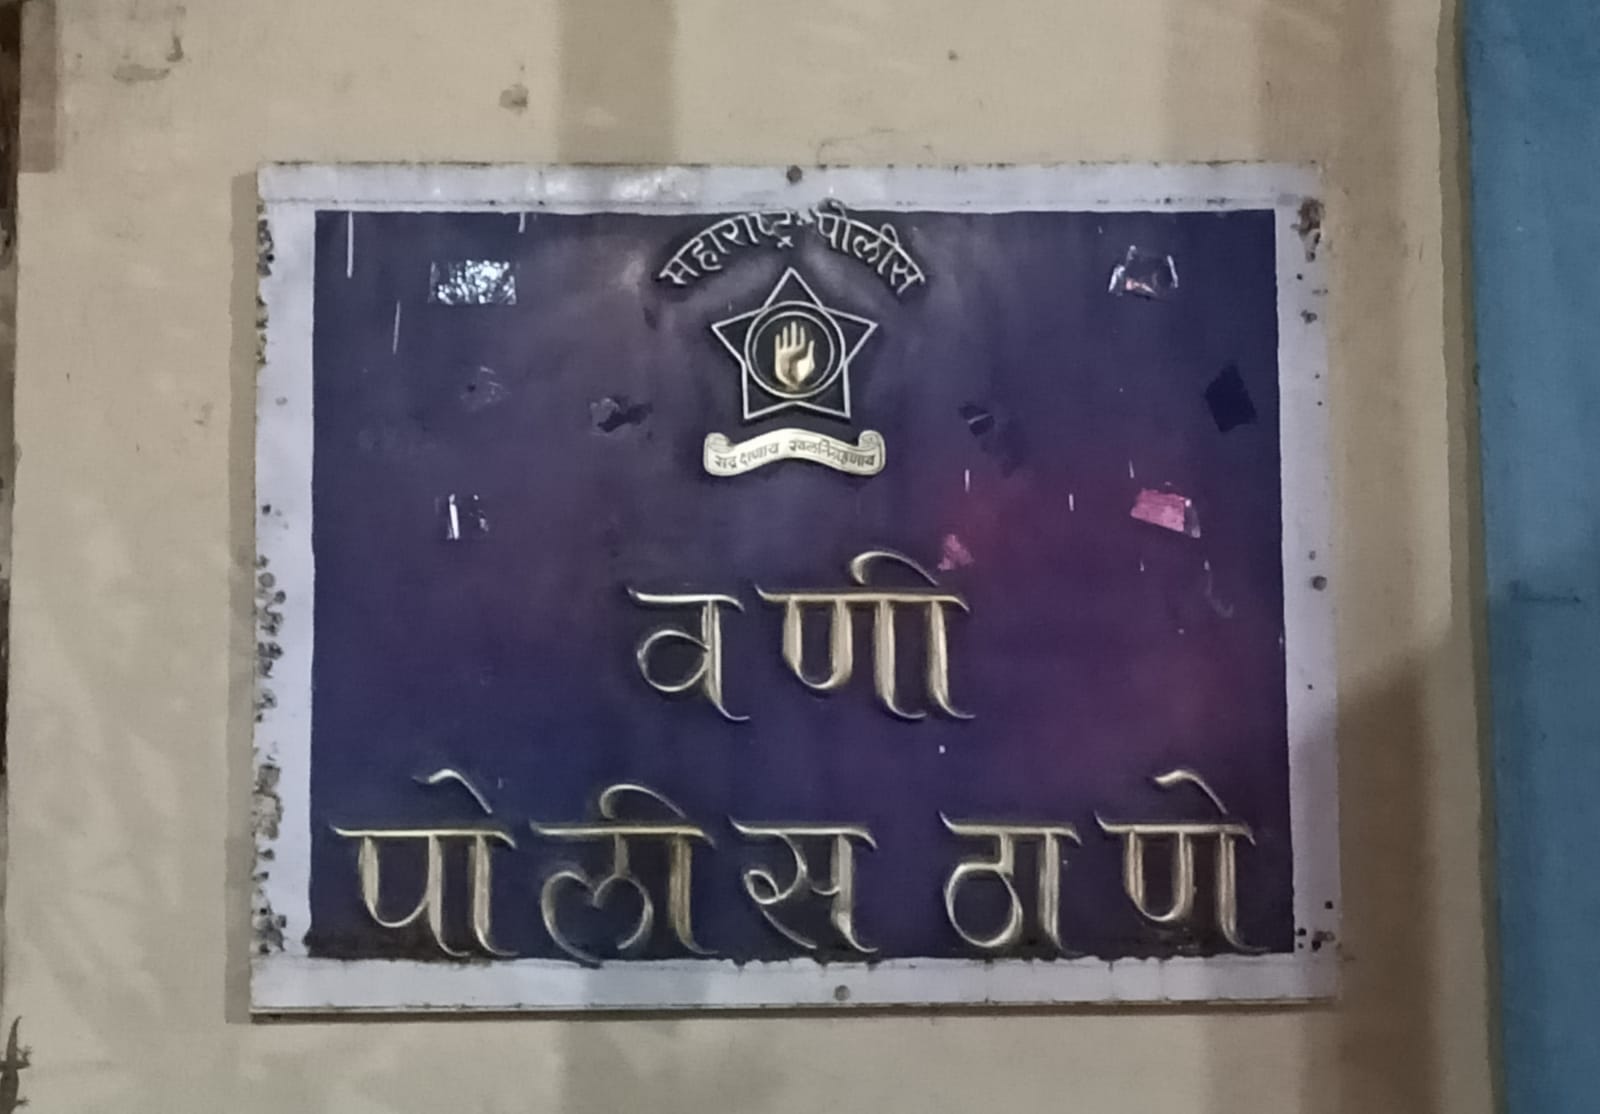 महाराष्ट्र पोलीस
सद्रक्षणाय खलनिग्रहणाय
वणी
पोलीस ठाणे